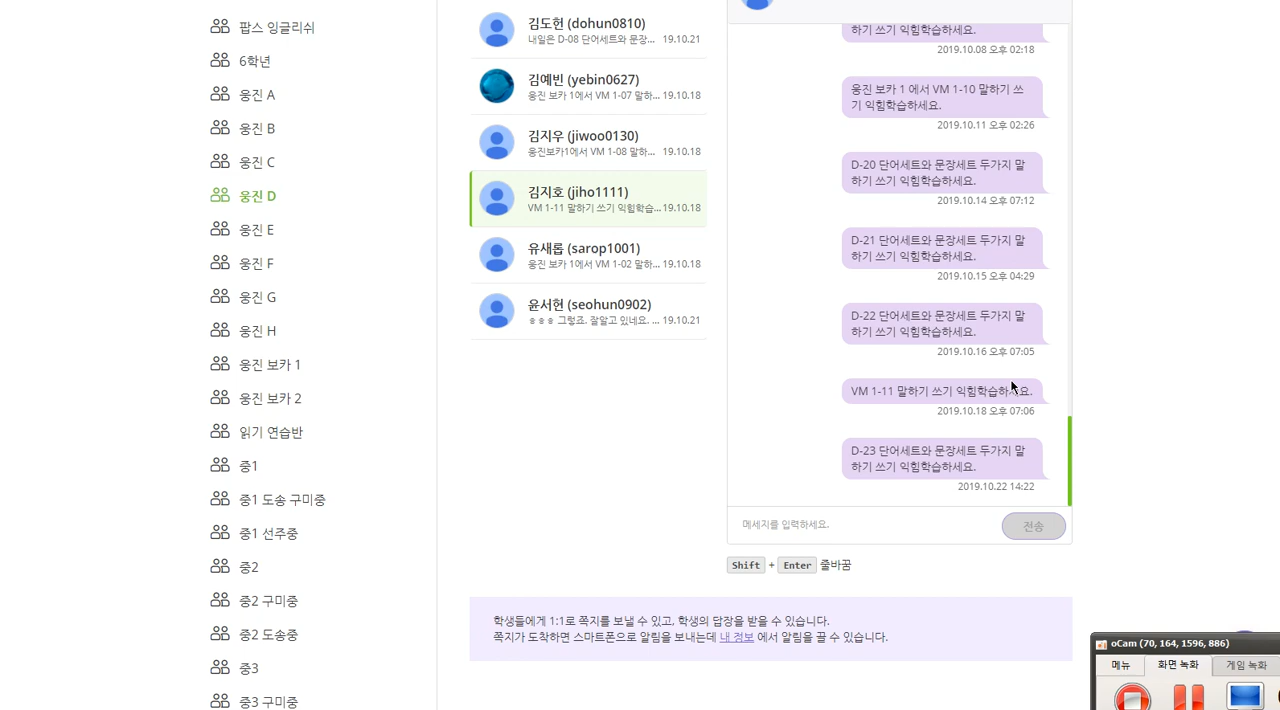 팝스 잉글리쉬
6학년
웅진 A
웅진 B
웅진 C
웅진 D
웅진 E
웅진 F
웅진 G
웅진 H
웅진 보카 1
웅진 보카 2
읽기 연습반
중1
중1 도송 구미중
중1 선주중
중2
중2 구미중
중2 도송중
중3
중3 구미중
김도헌 (dohun0810)
내일은 D-08 단어세트와 문장... 19.10.21
김예빈 (yebin0627)
웅진 보카 1에서 VM 1-07 말하... 19.10.18
김지우 (jiwoo0130)
웅진보카1에서 VM 1-08 말하... 19.10.18
김지호 (jiho1111)
VM 1-11 말하기 쓰기 익힘학습... 19.10.18
유새롭 (sarop1001)
웅진 보카 1에서 VM 1-02 말하... 19.10.18
윤서현 (seohun0902)
ㅎㅎㅎ 그렇죠. 잘알고 있네요. ... 19.10.21
하기 쓰기 익힘학습하세요.
2019.10.08 오후 02:18
웅진 보카 1 에서 VM 1-10 말하기 쓰
기 익힘학습하세요.
2019.10.11 오후 02:26
D-20 단어세트와 문장세트 두가지 말
하기 쓰기 익힘학습하세요.
2019.10.14 오후 07:12
D-21 단어세트와 문장세트 두가지 말
하기 쓰기 익힘학습하세요.
2019.10.15 오후 04:29
D-22 단어세트와 문장세트 두가지 말
하기 쓰기 익힘학습하세요.
2019.10.16 오후 07:05
VM 1-11 말하기 쓰기 익힘학습하세요.
2019.10.18 오후 07:06
D-23 단어세트와 문장세트 두가지 말
하기 쓰기 익힘학습하세요.
2019.10.22 14:22
메세지를 입력하세요.
전송
Shift + Enter 줄바꿈
학생들에게 1:1로 쪽지를 보낼 수 있고, 학생의 답장을 받을 수 있습니다.
쪽지가 도착하면 스마트폰으로 알림을 보내는데 내 정보 에서 알림을 끌 수 있습니다.
oCam (70, 164, 1596, 886)
메뉴 화면 녹화 게임 녹화